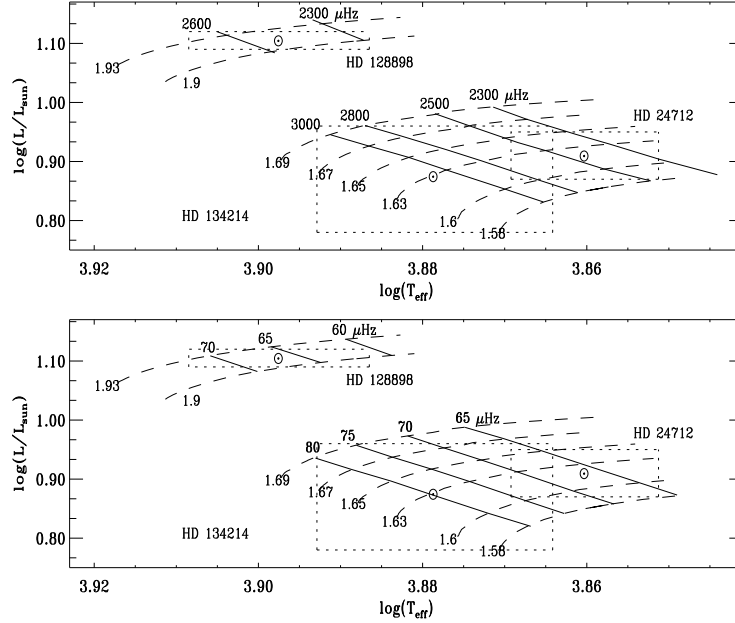 2600
2300 μHz
1.10
1.93
1.9
HD 128898
1.00
3000
2800
2500
2300 μHz
HD 24712
0.90
1.69
1.67
1.65
1.63
1.6
1.58
0.80
HD 134214
log(L/L_sun)
3.92
3.90
3.88
3.86
log(T_eff)
70
65
60 μHz
1.10
1.93
1.9
HD 128898
1.00
80
75
70
65 μHz
HD 24712
0.90
1.69
1.67
1.65
1.63
1.6
1.58
0.80
HD 134214
log(L/L_sun)
3.92
3.90
3.88
3.86
log(T_eff)